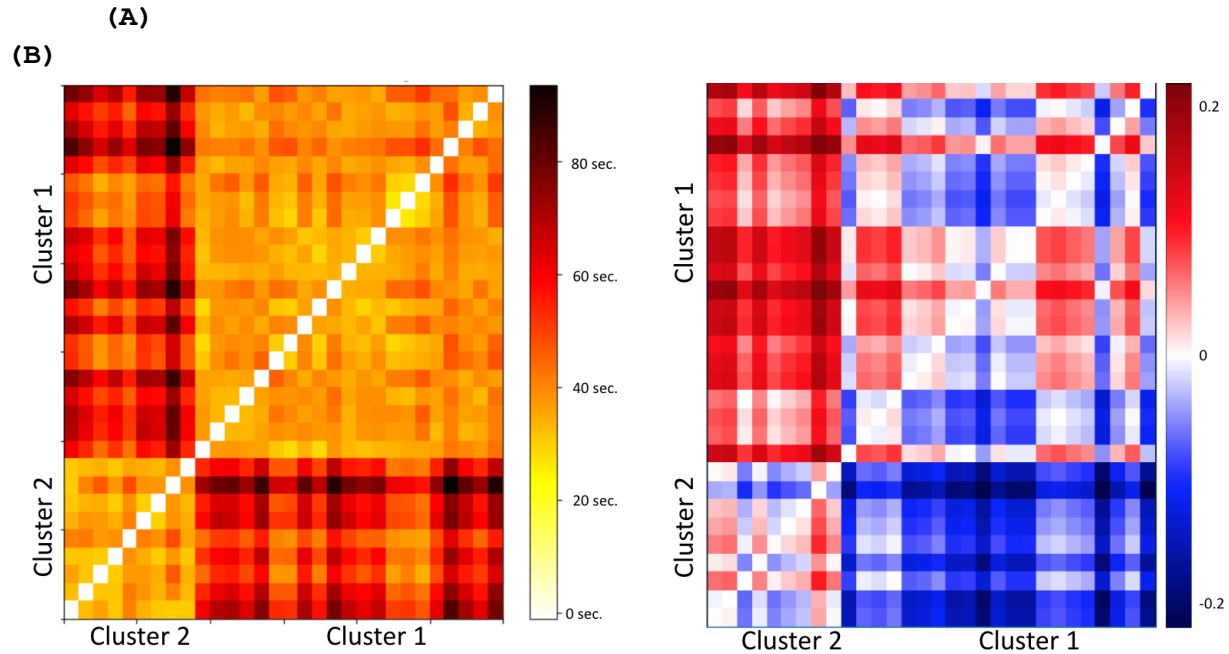 (A)
(B)
Cluster 1
Cluster 2
Cluster 2
Cluster 1
80 sec.
60 sec.
40 sec.
20 sec.
0 sec.
Cluster 1
Cluster 2
Cluster 2
Cluster 1
0.2
0
-0.2